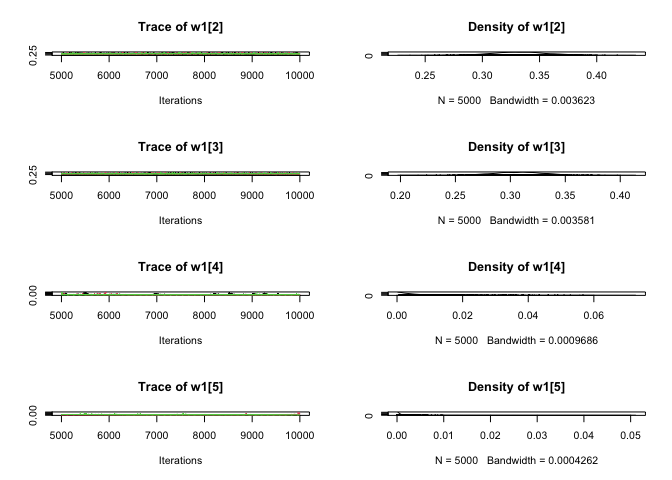 Trace of w1[2]
0.25
5000 6000 7000 8000 9000 10000
Iterations
Density of w1[2]
0
0.25 0.30 0.35 0.40
N = 5000 Bandwidth = 0.003623
Trace of w1[3]
0.25
5000 6000 7000 8000 9000 10000
Iterations
Density of w1[3]
0
0.20 0.25 0.30 0.35 0.40
N = 5000 Bandwidth = 0.003581
Trace of w1[4]
0.00
5000 6000 7000 8000 9000 10000
Iterations
Density of w1[4]
0
0.00 0.02 0.04 0.06
N = 5000 Bandwidth = 0.0009686
Trace of w1[5]
0.00
5000 6000 7000 8000 9000 10000
Iterations
Density of w1[5]
0
0.00 0.01 0.02 0.03 0.04 0.05
N = 5000 Bandwidth = 0.0004262